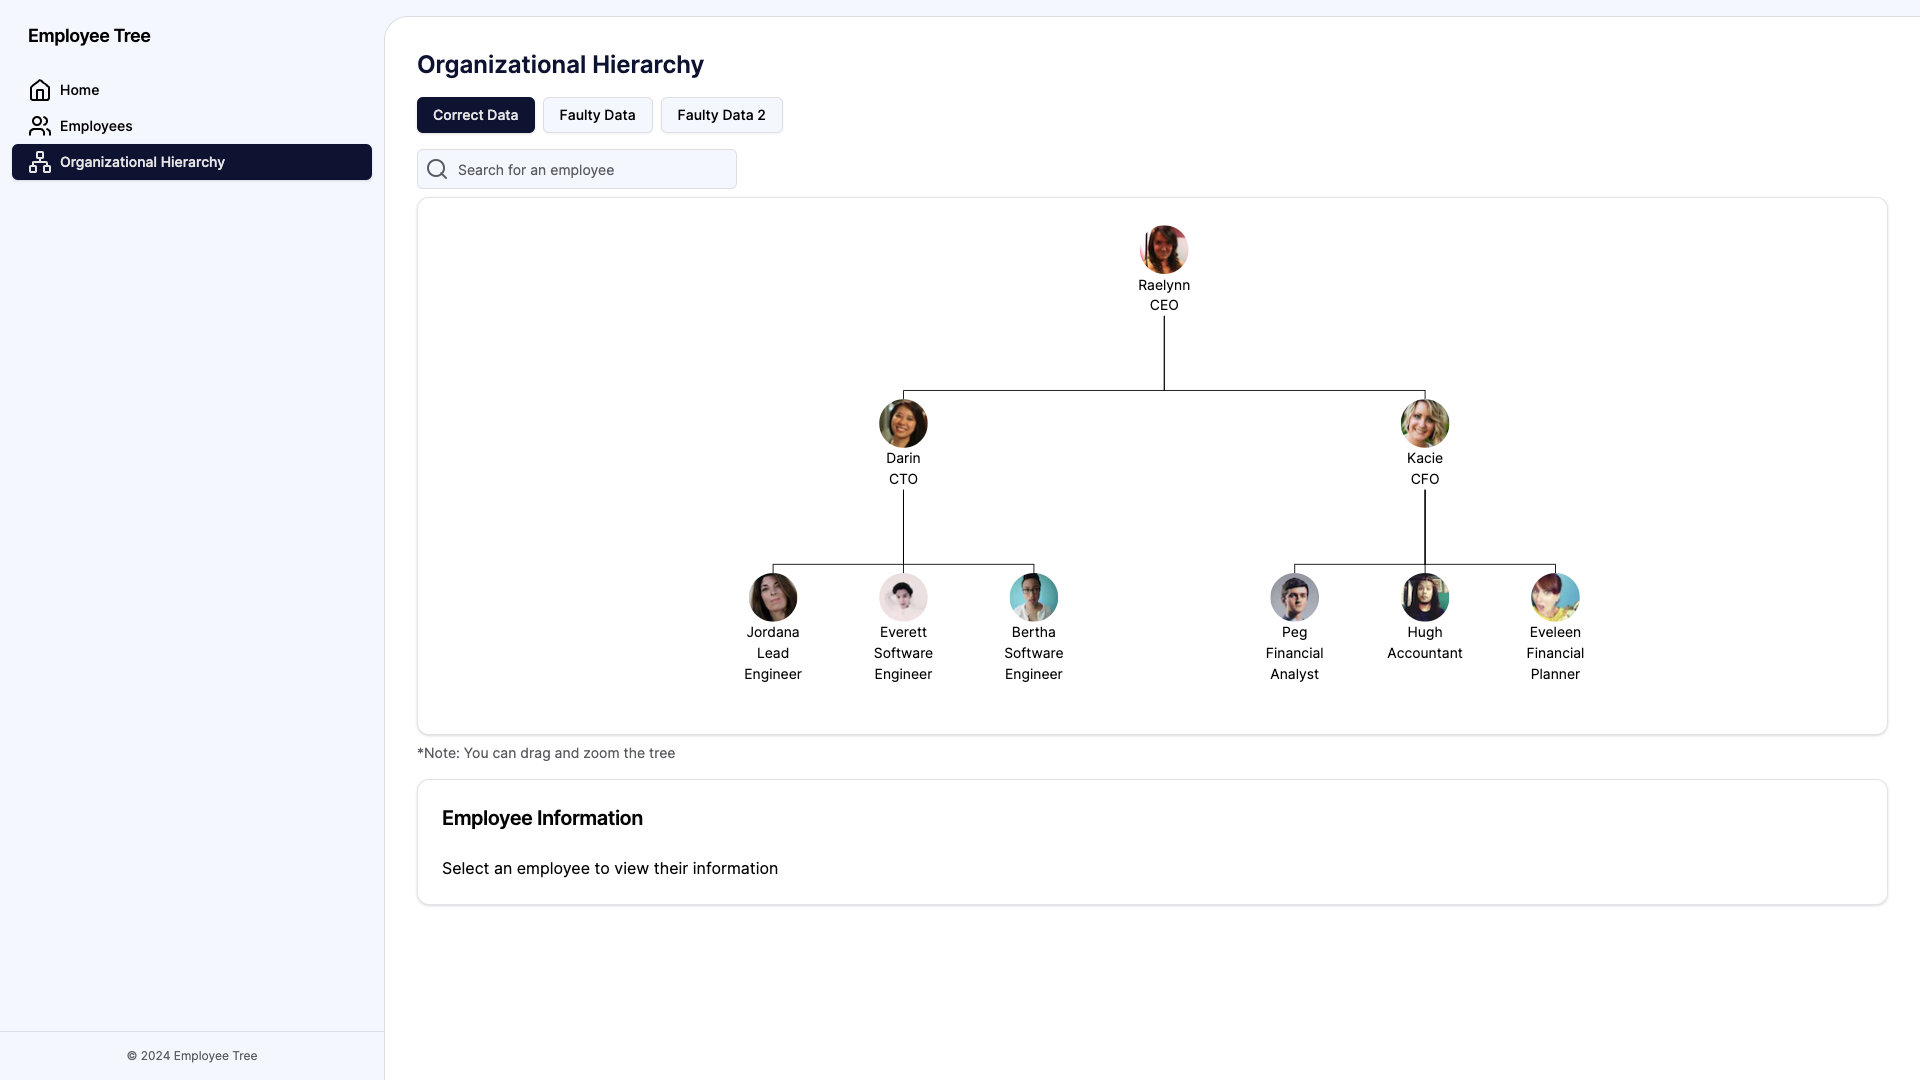 Employee Tree
Home
Employees
Organizational Hierarchy
© 2024 Employee Tree
Organizational Hierarchy
Correct Data
Faulty Data
Faulty Data 2
Search for an employee
Raelynn
CEO
Darin
CTO
Kacie
CFO
Jordana
Lead
Engineer
Everett
Software
Engineer
Bertha
Software
Engineer
Peg
Financial
Analyst
Hugh
Accountant
Eveleen
Financial
Planner
*Note: You can drag and zoom the tree
Employee Information
Select an employee to view their information